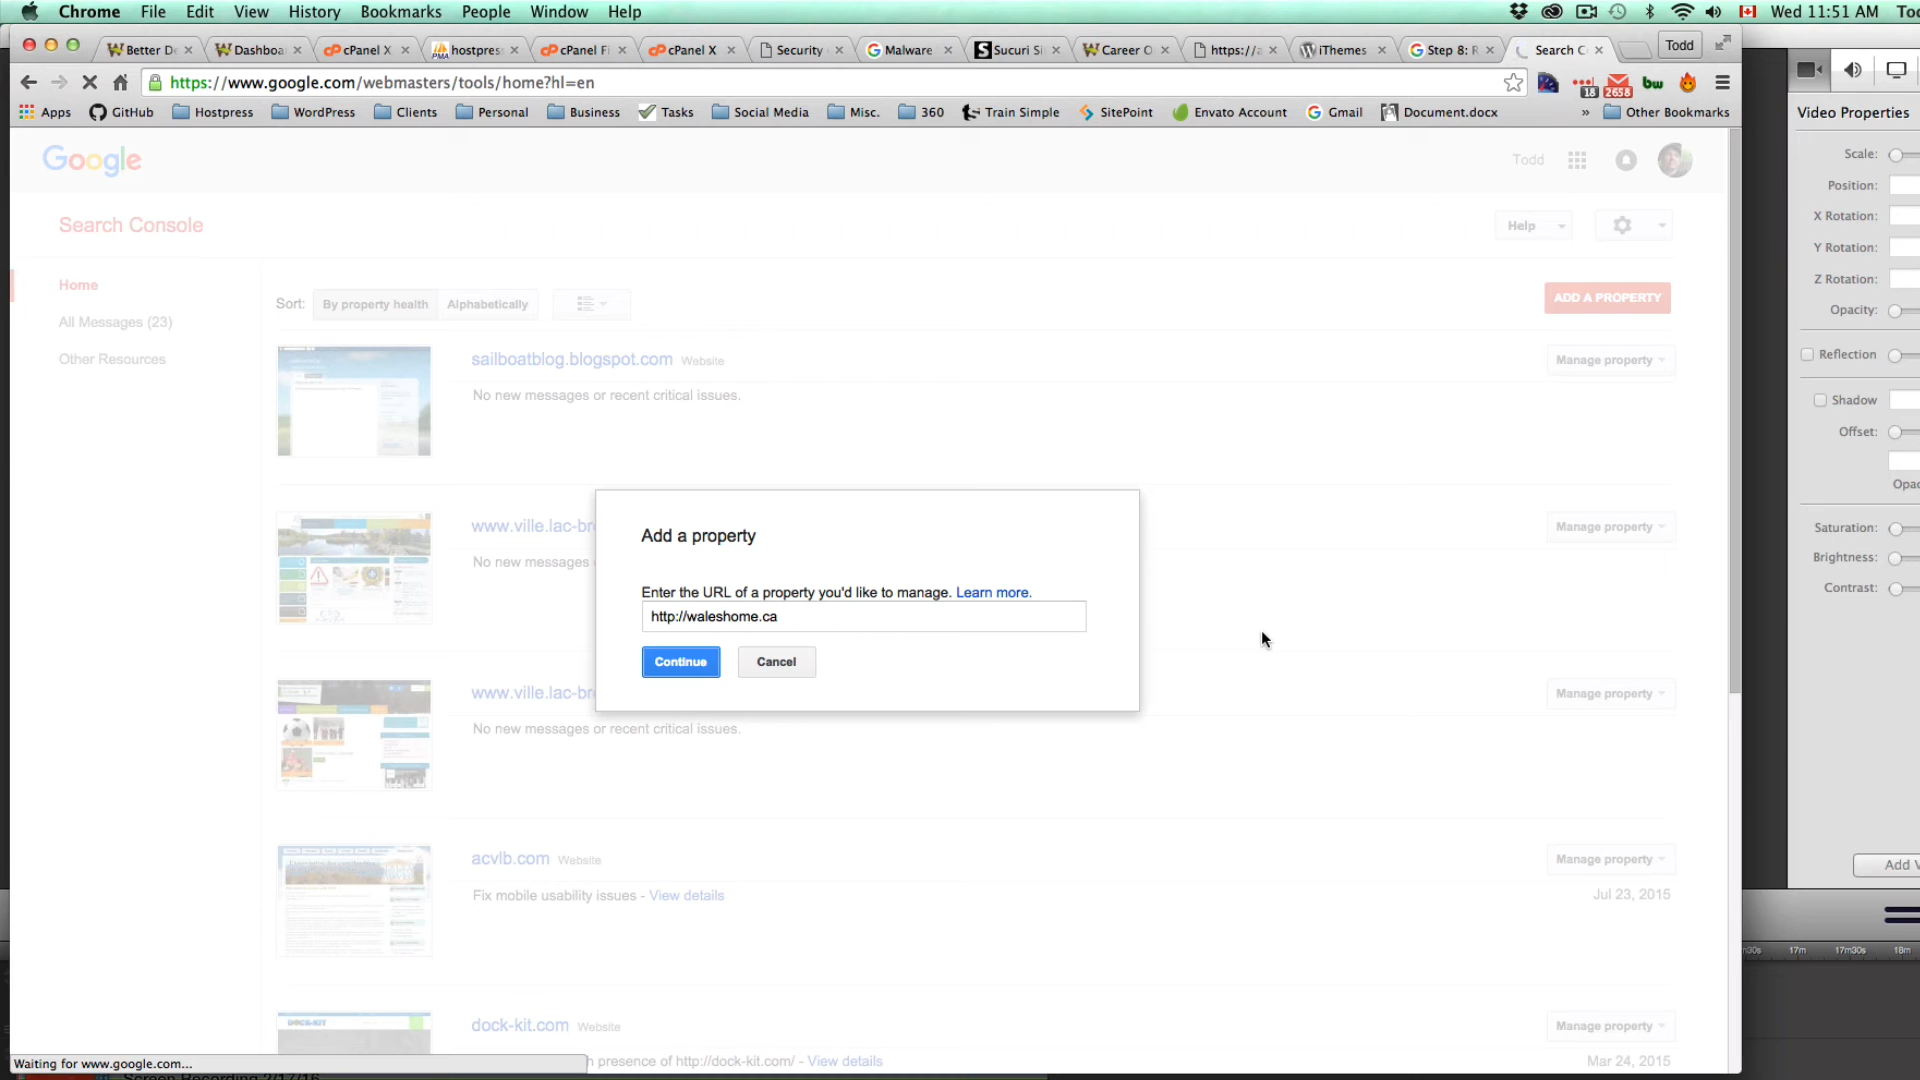 Chrome File Edit View History Bookmarks People Window Help Wed 11:51 AM
Better De Dashboa cPanel X hostpres cPanel Fi cPanel X Security Malware Sucuri Si Career O https://a iThemes Step 8: R Search C Todd
https://www.google.com/webmasters/tools/home?hl=en 18 2658 bw
Apps GitHub Hostpress WordPress Clients Personal Business Tasks Social Media Misc. 360 Train Simple SitePoint Envato Account Gmail Document.docx » Other Bookmarks
Video Properties
Google Todd
Scale:
Position:
X Rotation:
Y Rotation:
Z Rotation:
Opacity:
Reflection
Shadow
Offset:
Saturation:
Brightness:
Contrast:
Search Console Help
Home
All Messages (23)
Other Resources
Sort: By property health Alphabetically ADD A PROPERTY
sailboatblog.blogspot.com Website Manage property
No new messages or recent critical issues.
www.ville.lac-br Manage property
No new messages
Add a property
Enter the URL of a property you'd like to manage. Learn more.
http://waleshome.ca
Continue Cancel
www.ville.lac-br Manage property
No new messages or recent critical issues.
acvlb.com Website Manage property
Fix mobile usability issues - View details Jul 23, 2015
DOCK-KIT
dock-kit.com Website Manage property
presence of http://dock-kit.com/ - View details Mar 24, 2015
Waiting for www.google.com...
17m 17m30s 18m